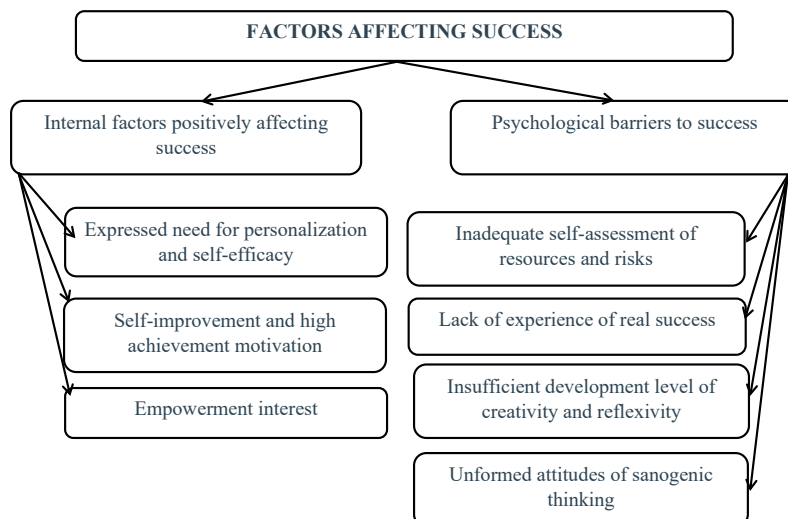 FACTORS AFFECTING SUCCESS
Internal factors positively affecting
success
Psychological barriers to success
Expressed need for personalization
and self-efficacy
Self-improvement and high
achievement motivation
Empowerment interest
Inadequate self-assessment of
resources and risks
Lack of experience of real success
Insufficient development level of
creativity and reflexivity
Unformed attitudes of sanogenic
thinking